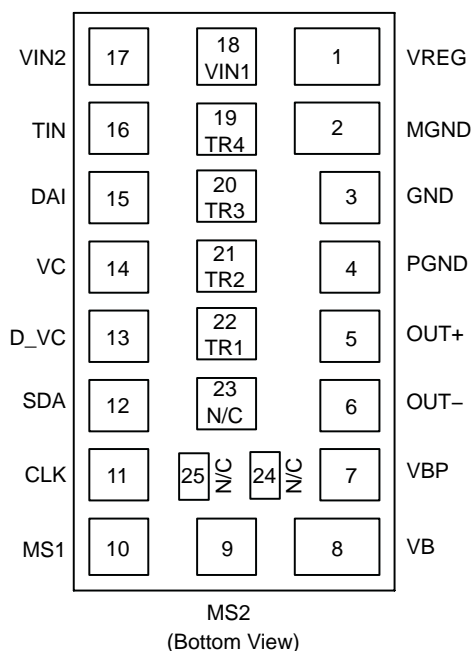 VIN2 17 18 1 VREG
VIN1
TIN 16 19 2 MGND
TR4
DAI 15 20 3 GND
TR3
VC 14 21 4 PGND
TR2
D_VC 13 22 5 OUT+
TR1
SDA 12 23 6 OUT−
N/C
CLK 11 25 N/C 24 N/C 7 VBP
MS1 10 9 8 VB
MS2
(Bottom View)